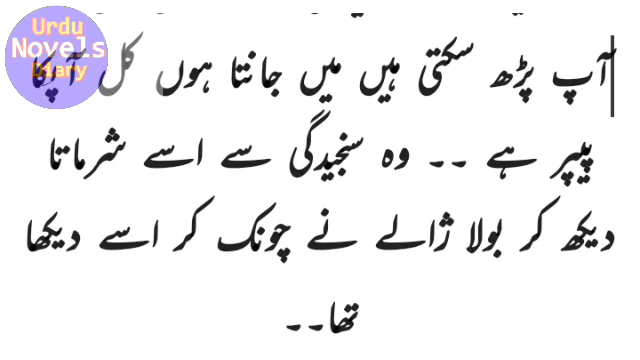 Urdu
Novels
Diary
آپ پڑھ سکتی ہیں میں جانتا ہوں کل آپکا
پیپر ہے ۔۔ وہ سنجیدگی سے اسے شرماتا
دیکھ کر بولا ژالے نے چونک کر اسے دیکھا
تھا۔۔